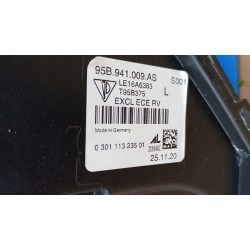 95B.941.009.AS
S001
LE16A6383
T95B375
L
EXCL ECE RV
Made in Germany
AL
0 301 113 235 01
25.11.20